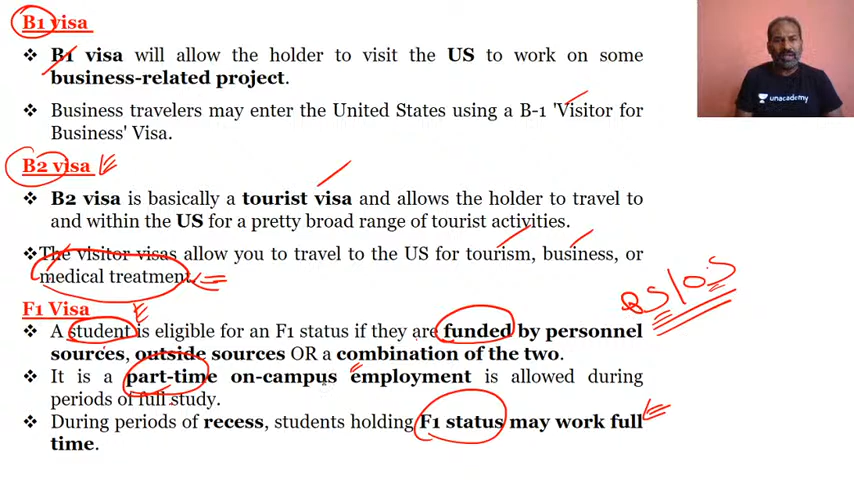 B1 visa
❖ B1 visa will allow the holder to visit the US to work on some
business-related project.
❖ Business travelers may enter the United States using a B-1 'Visitor for
Business' Visa.
B2 visa
❖ B2 visa is basically a tourist visa and allows the holder to travel to
and within the US for a pretty broad range of tourist activities.
❖ The visitor visas allow you to travel to the US for tourism, business, or
medical treatment.
F1 Visa
❖ A student is eligible for an F1 status if they are funded by personnel
sources, outside sources OR a combination of the two.
❖ It is a part-time on-campus employment is allowed during
periods of full study.
❖ During periods of recess, students holding F1 status may work full
time.
unacademy